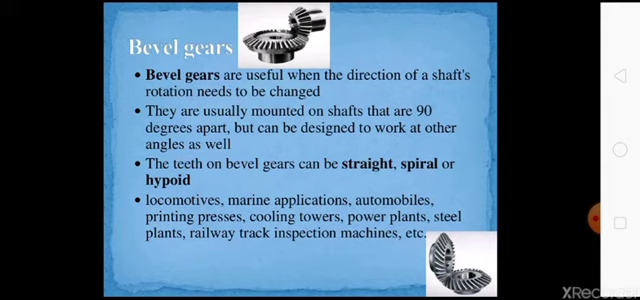 Bevel gears
• Bevel gears are useful when the direction of a shaft's
rotation needs to be changed
• They are usually mounted on shafts that are 90
degrees apart, but can be designed to work at other
angles as well
• The teeth on bevel gears can be straight, spiral or
hypoid
• locomotives, marine applications, automobiles,
printing presses, cooling towers, power plants, steel
plants, railway track inspection machines, etc.